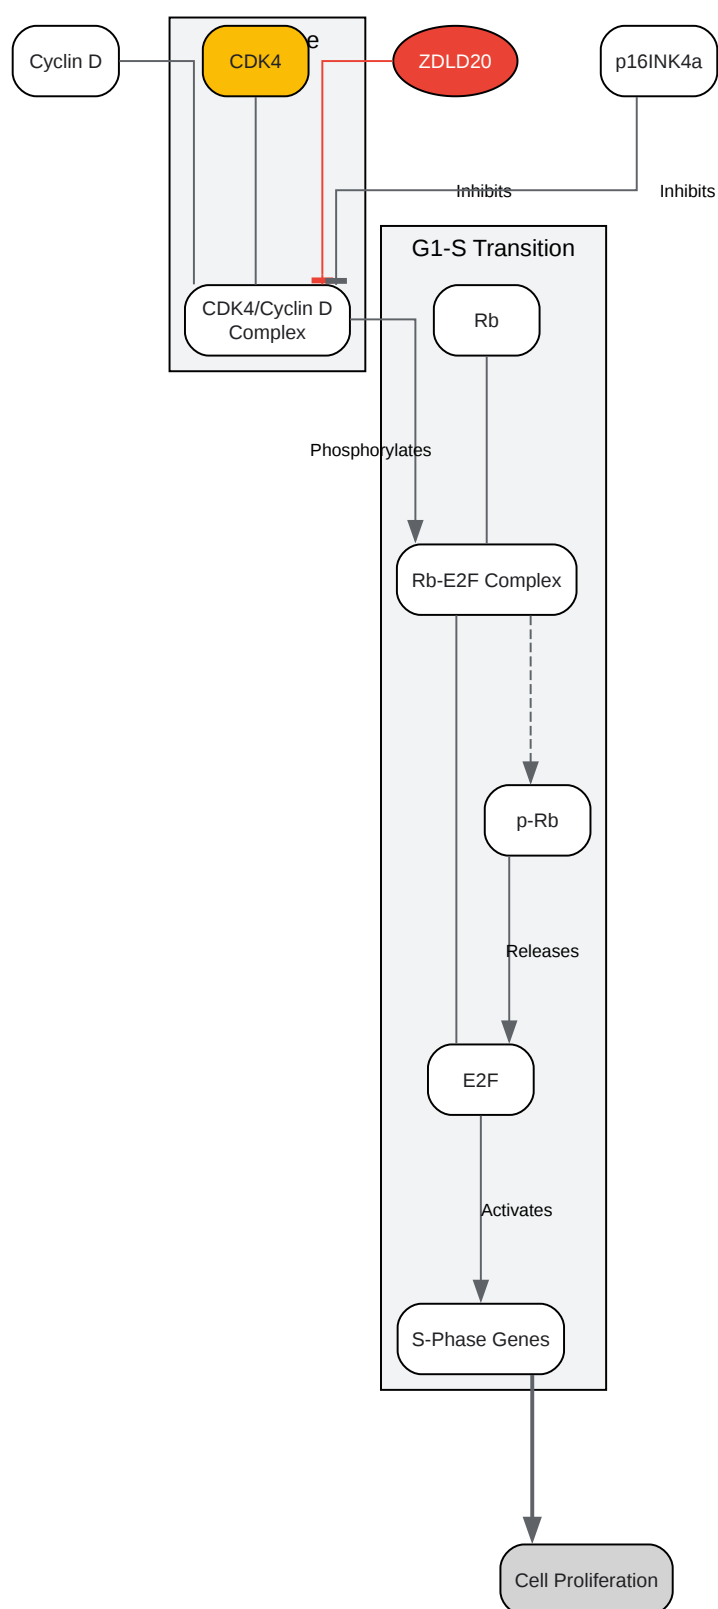 Cyclin D
CDK4
e
ZDLD20
p16INK4a
Inhibits
Inhibits
G1-S Transition
CDK4/Cyclin D
Complex
Rb
Phosphorylates
Rb-E2F Complex
p-Rb
Releases
E2F
Activates
S-Phase Genes
Cell Proliferation